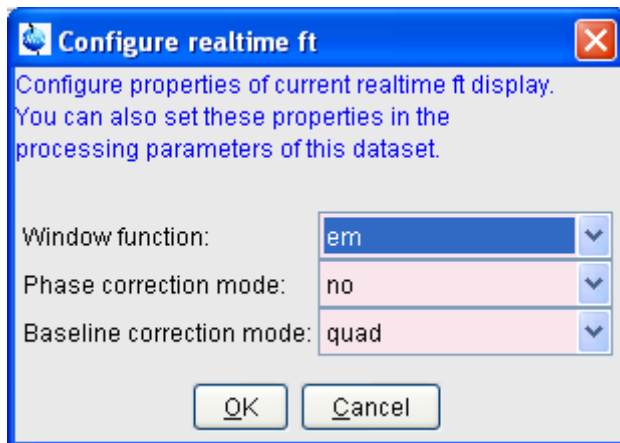 Configure realtime ft
Configure properties of current realtime ft display.
You can also set these properties in the
processing parameters of this dataset.
Window function: em
Phase correction mode: no
Baseline correction mode: quad
OK Cancel